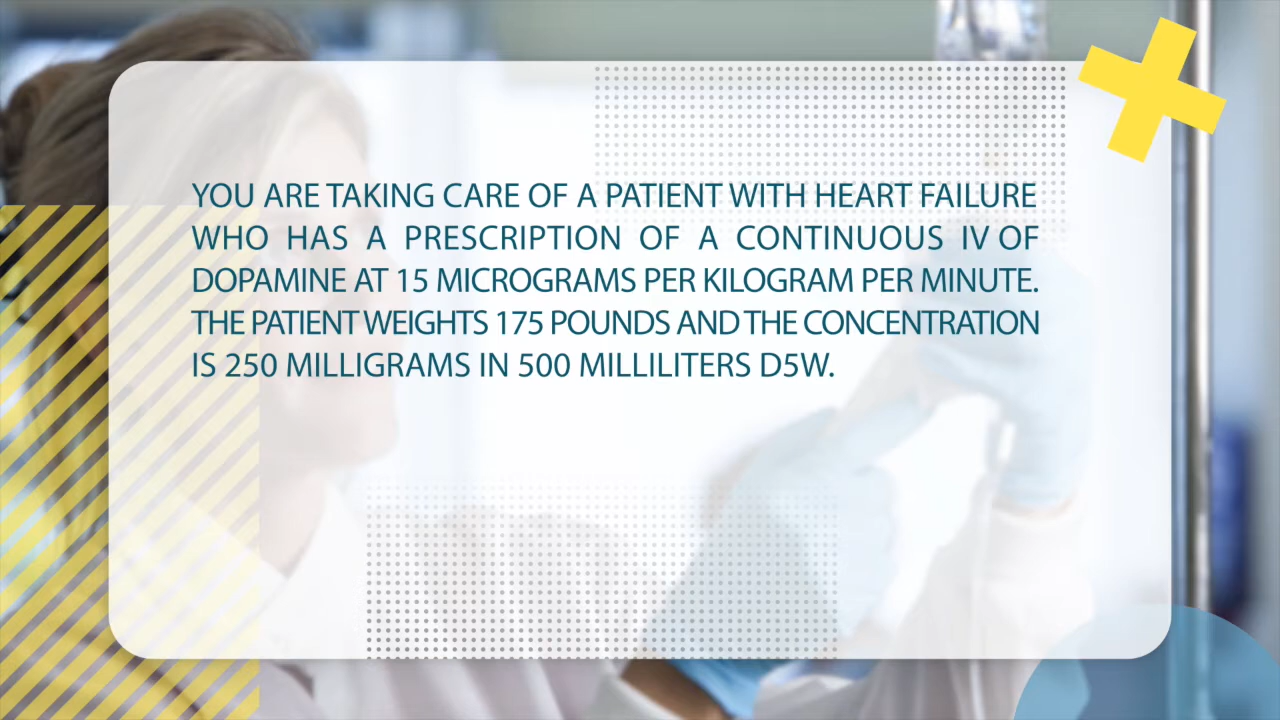 YOU ARE TAKING CARE OF A PATIENT WITH HEART FAILURE
WHO HAS A PRESCRIPTION OF A CONTINUOUS IV OF
DOPAMINE AT 15 MICROGRAMS PER KILOGRAM PER MINUTE.
THE PATIENT WEIGHTS 175 POUNDS AND THE CONCENTRATION
IS 250 MILLIGRAMS IN 500 MILLILITERS D5W.